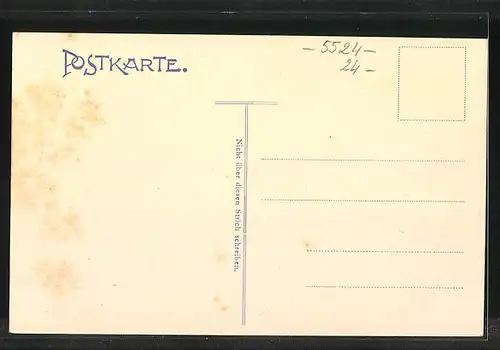 POSTKARTE.
- 5524 -
24 -
Nicht über diesen Strich schreiben.